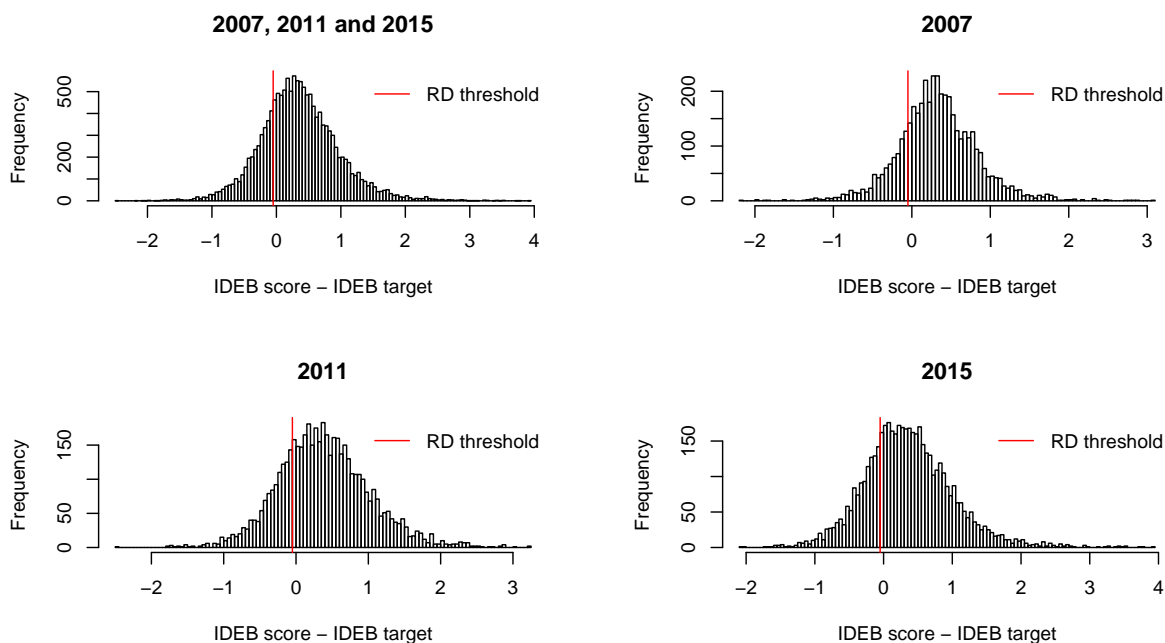 2007, 2011 and 2015
Frequency
0
200
500
RD threshold
−2 −1 0 1 2 3 4
IDEB score − IDEB target
2007
Frequency
0
100
200
RD threshold
−2 −1 0 1 2 3
IDEB score − IDEB target
2011
Frequency
0
50
150
RD threshold
−2 −1 0 1 2 3
IDEB score − IDEB target
2015
Frequency
0
50
150
RD threshold
−2 −1 0 1 2 3 4
IDEB score − IDEB target